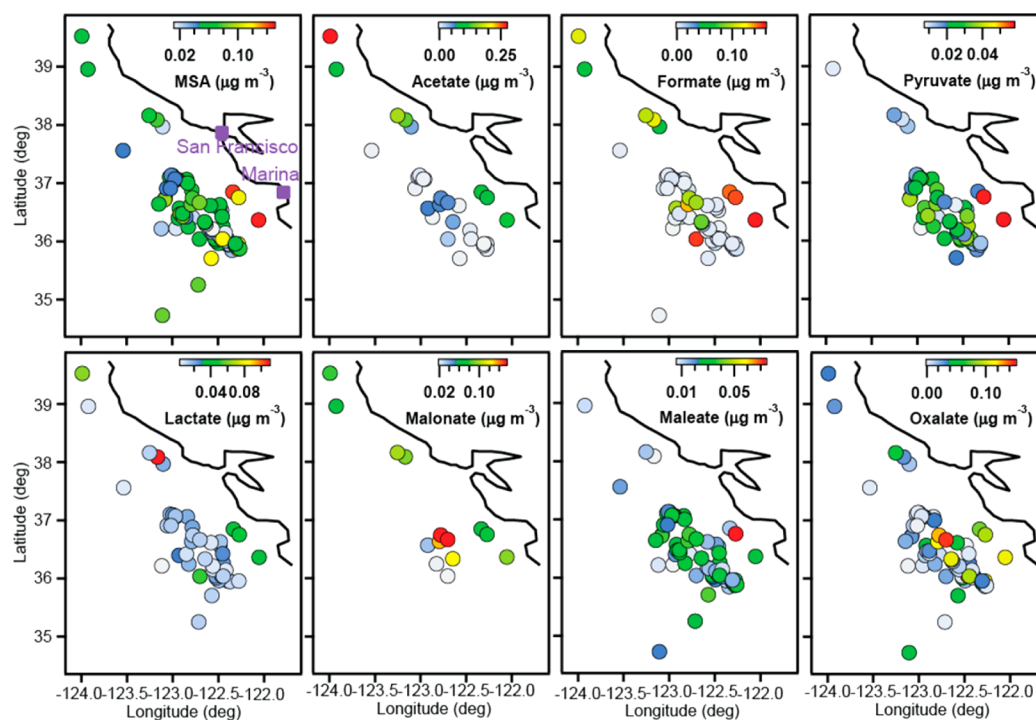 0.02 0.10
MSA (µg m-3)
0.00 0.25
Acetate (µg m-3)
0.00 0.10
Formate (µg m-3)
0.02 0.04
Pyruvate (µg m-3)
39
38
37
36
35
Latitude (deg)
San Francisco
Marina
0.04 0.08
Lactate (µg m-3)
0.02 0.10
Malonate (µg m-3)
0.01 0.05
Maleate (µg m-3)
0.00 0.10
Oxalate (µg m-3)
39
38
37
36
35
Latitude (deg)
-124.0 -123.5 -123.0 -122.5 -122.0
-124.0 -123.5 -123.0 -122.5 -122.0
-124.0 -123.5 -123.0 -122.5 -122.0
-124.0 -123.5 -123.0 -122.5 -122.0
Longitude (deg)
Longitude (deg)
Longitude (deg)
Longitude (deg)